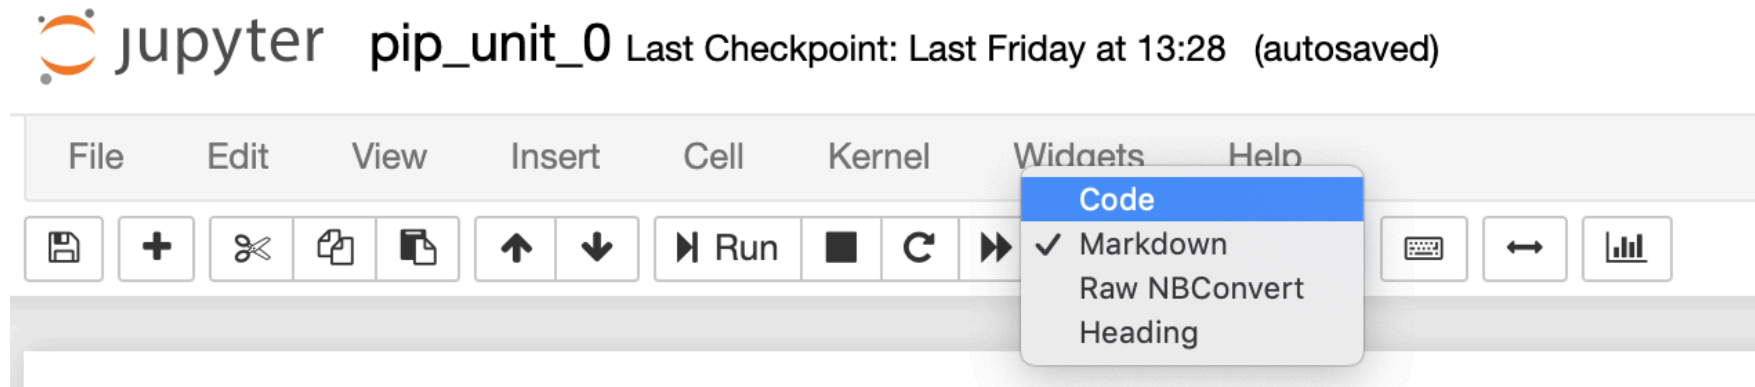 jupyter pip_unit_0 Last Checkpoint: Last Friday at 13:28 (autosaved)
File Edit View Insert Cell Kernel Widgets Help
Run
Code
Markdown
Raw NBConvert
Heading